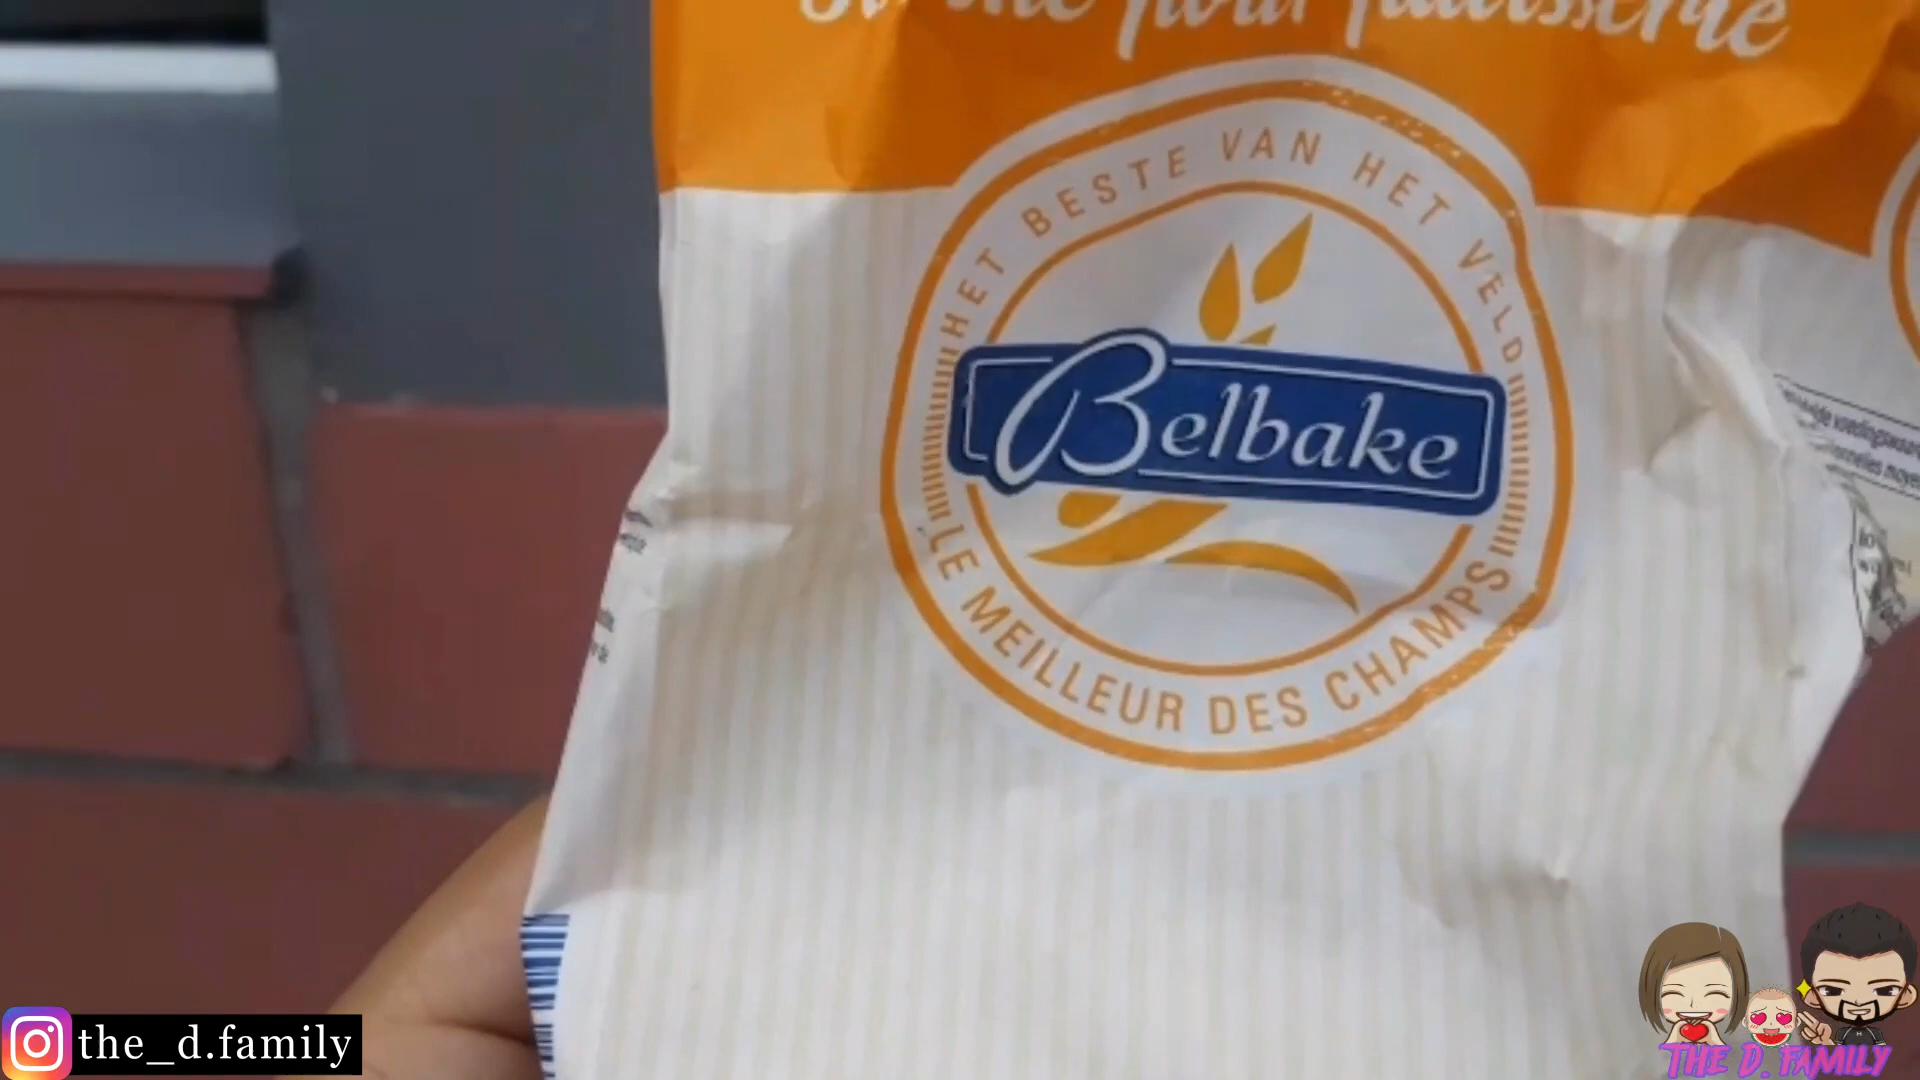 HET BESTE VAN HET VELD
Belbake
LE MEILLEUR DES CHAMPS
the_d.family
THE D. FAMILY